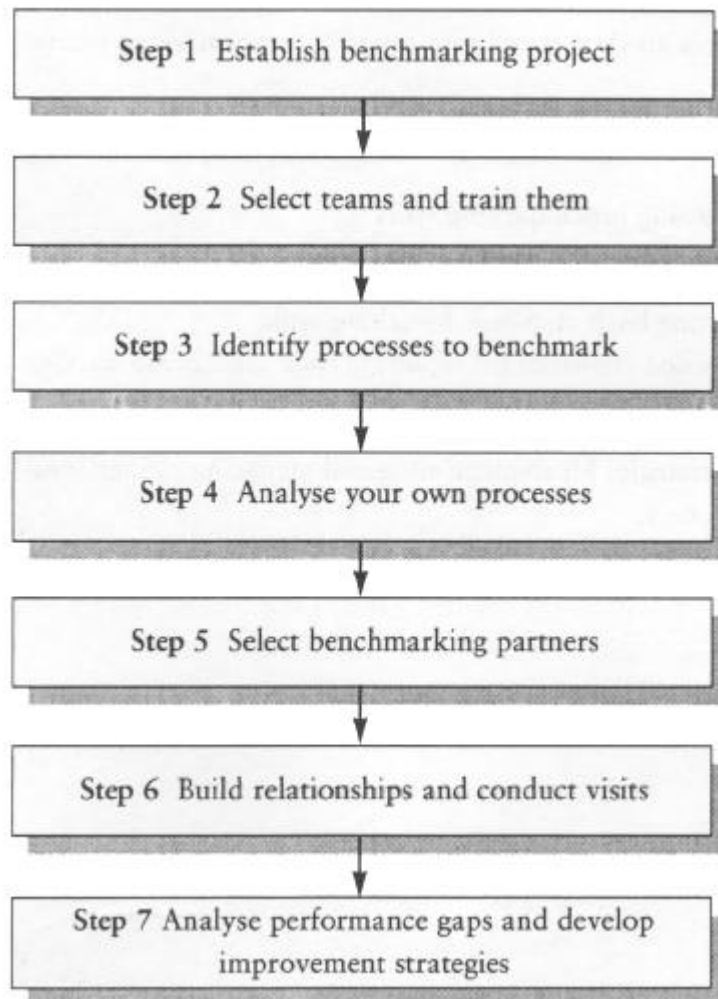 Step 1 Establish benchmarking project
Step 2 Select teams and train them
Step 3 Identify processes to benchmark
Step 4 Analyse your own processes
Step 5 Select benchmarking partners
Step 6 Build relationships and conduct visits
Step 7 Analyse performance gaps and develop
improvement strategies